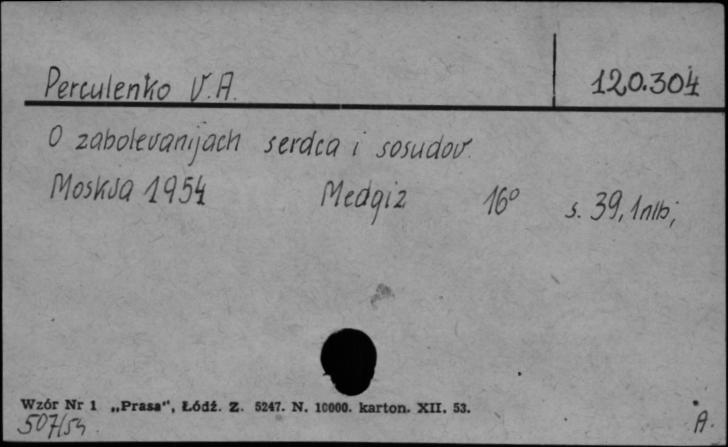 Perculenko V.A.
120.304
O zabolevanijach serdca i sosudov.
Moskva 1954 Medgiz 16° s. 39, 1nlb;
Wzór Nr 1 „Prasa", Łódź. Z. 5247. N. 10000. karton. XII. 53.
507/54
A.